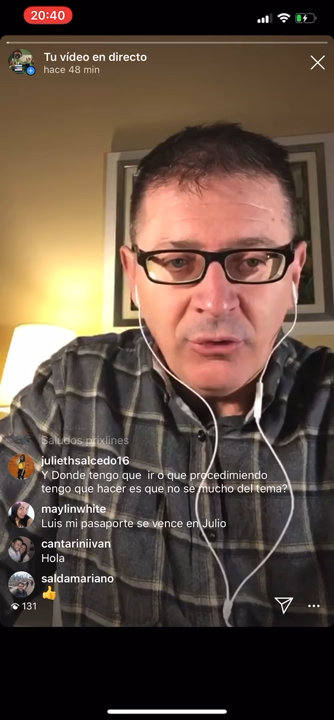 20:40
Tu vídeo en directo
hace 48 min
Saludos prixlines
juliethsalcedo16
Y Donde tengo que ir o que procedimiendo
tengo que hacer es que no se mucho del tema?
maylinwhite
Luis mi pasaporte se vence en Julio
cantariniivan
Hola
saldamariano
👍
131